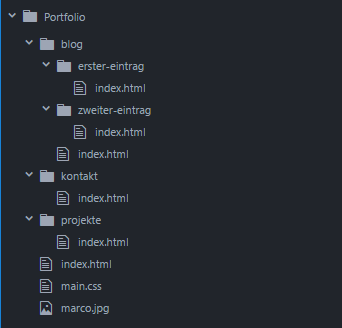 Portfolio
blog
erster-eintrag
index.html
zweiter-eintrag
index.html
index.html
kontakt
index.html
projekte
index.html
index.html
main.css
marco.jpg